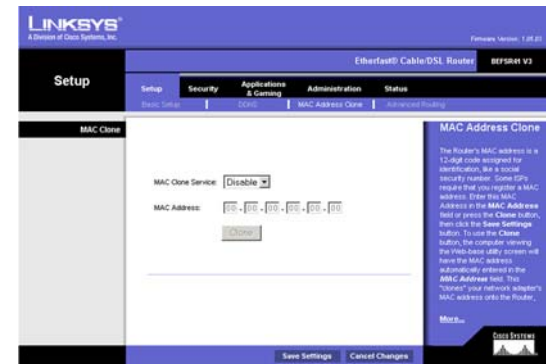 LINKSYS®
A Division of Cisco Systems, Inc.
Firmware Version: 1.05.03
Etherfast® Cable/DSL Router
BEFSR41 V3
Setup
Setup
Security
Applications & Gaming
Administration
Status
Basic Setup
DDNS
MAC Address Clone
Advanced Routing
MAC Clone
MAC Clone Service: Disable
MAC Address: 00 - 00 - 00 - 00 - 00 - 00
Clone
MAC Address Clone
The Router's MAC address is a
12-digit code assigned for
identification, like a social
security number. Some ISPs
require that you register a MAC
address. Enter this MAC
Address in the MAC Address
field or press the Clone button,
then click the Save Settings
button. To use the Clone
button, the computer viewing
the Web-base utility screen will
have the MAC address
automatically entered in the
MAC Address field. This
"clones" your network adapter's
MAC address onto the Router,
More...
Save Settings
Cancel Changes
CISCO SYSTEMS